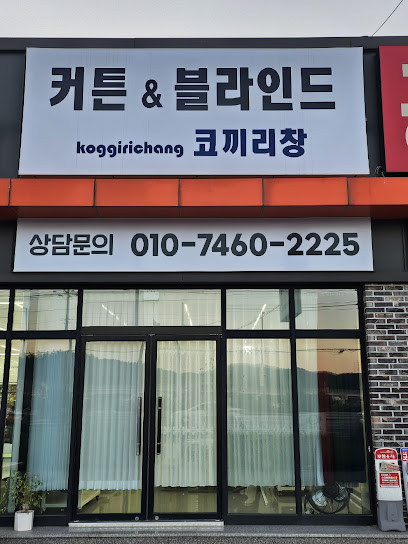 커튼 & 블라인드
koggirichang 코끼리창
상담문의 010-7460-2225